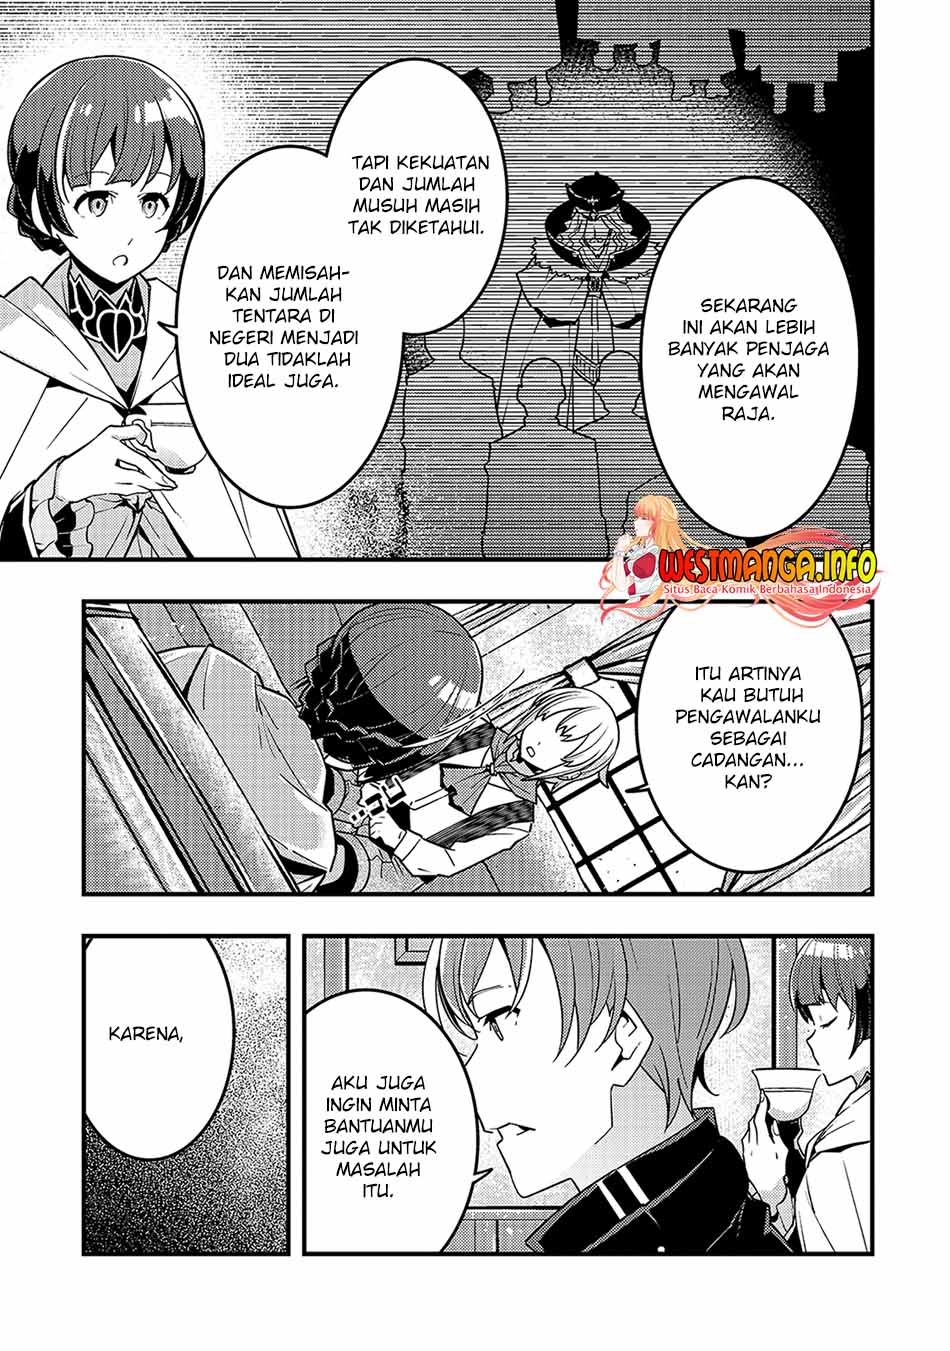 SEKARANG
INI AKAN LEBIH
BANYAK PENJAGA
YANG AKAN
MENGAWAL
RAJA.
TAPI KEKUATAN
DAN JUMLAH
MUSUH MASIH
TAK DIKETAHUI.
DAN MEMISAH-
KAN JUMLAH
TENTARA DI
NEGERI MENJADI
DUA TIDAKLAH
IDEAL JUGA.
WESTMANGA.INFO
Situs Baca Komik Berbahasa Indonesia
ITU ARTINYA
KAU BUTUH
PENGAWALANKU
SEBAGAI
CADANGAN...
KAN?
AKU JUGA
INGIN MINTA
BANTUANMU
JUGA UNTUK
MASALAH
ITU.
KARENA,